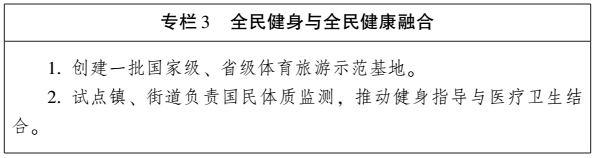 专栏 3 全民健身与全民健康融合
1. 创建一批国家级、省级体育旅游示范基地。
2. 试点镇、街道负责国民体质监测，推动健身指导与医疗卫生结
合。